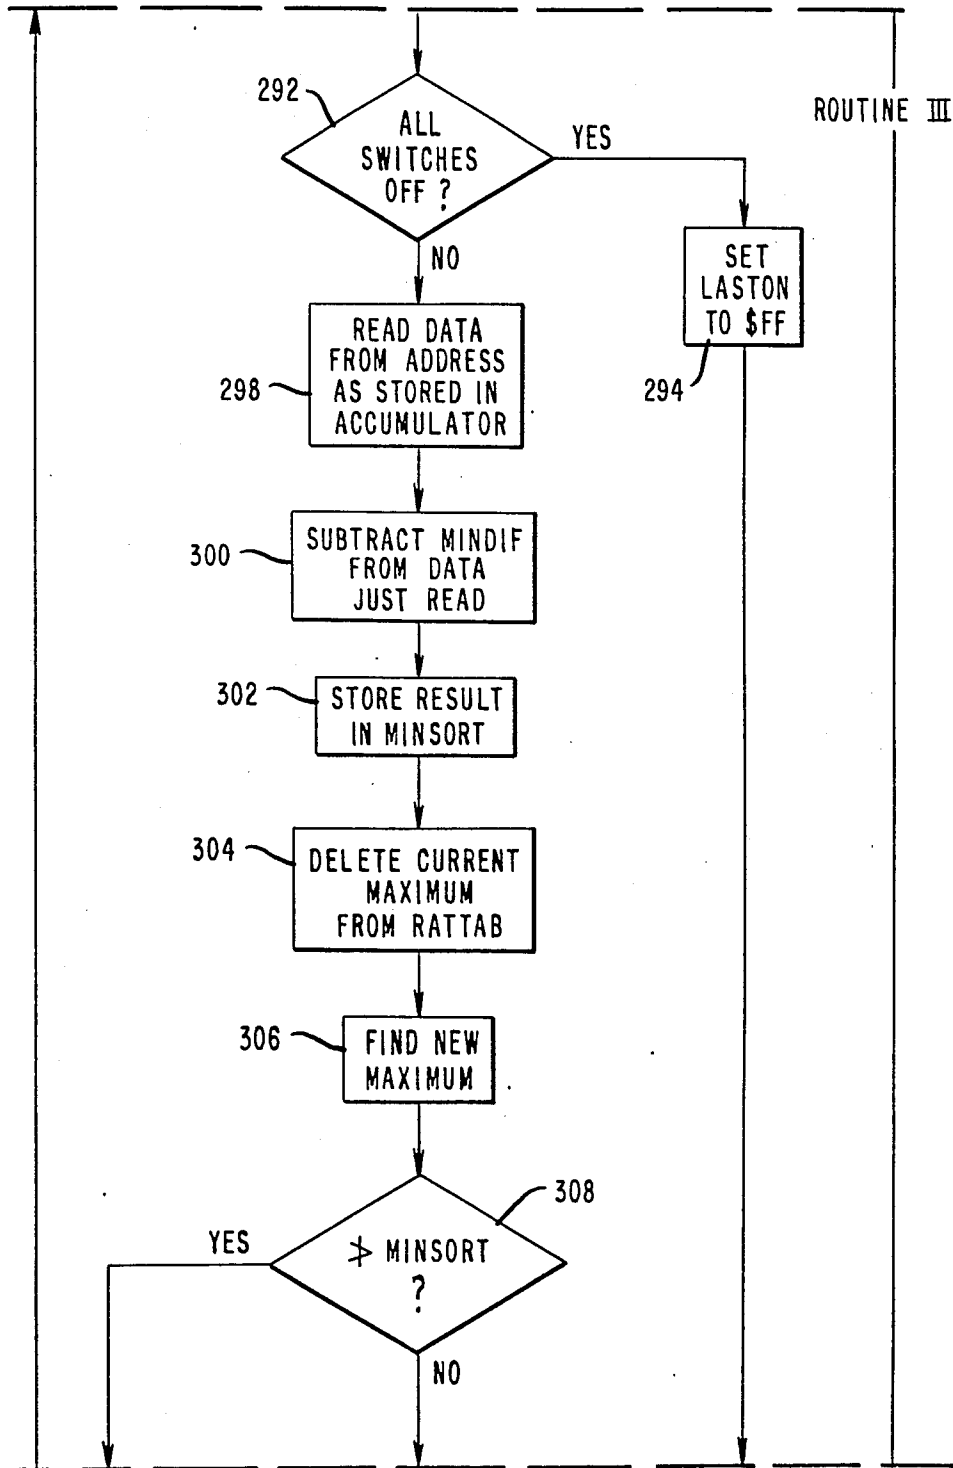 292
ALL
SWITCHES
OFF ?
YES
ROUTINE III
NO
SET
LASTON
TO $FF
294
READ DATA
FROM ADDRESS
AS STORED IN
ACCUMULATOR
298
SUBTRACT MINDIF
FROM DATA
JUST READ
300
302
STORE RESULT
IN MINSORT
304
DELETE CURRENT
MAXIMUM
FROM RATTAB
306
FIND NEW
MAXIMUM
308
YES
≯ MINSORT
?
NO